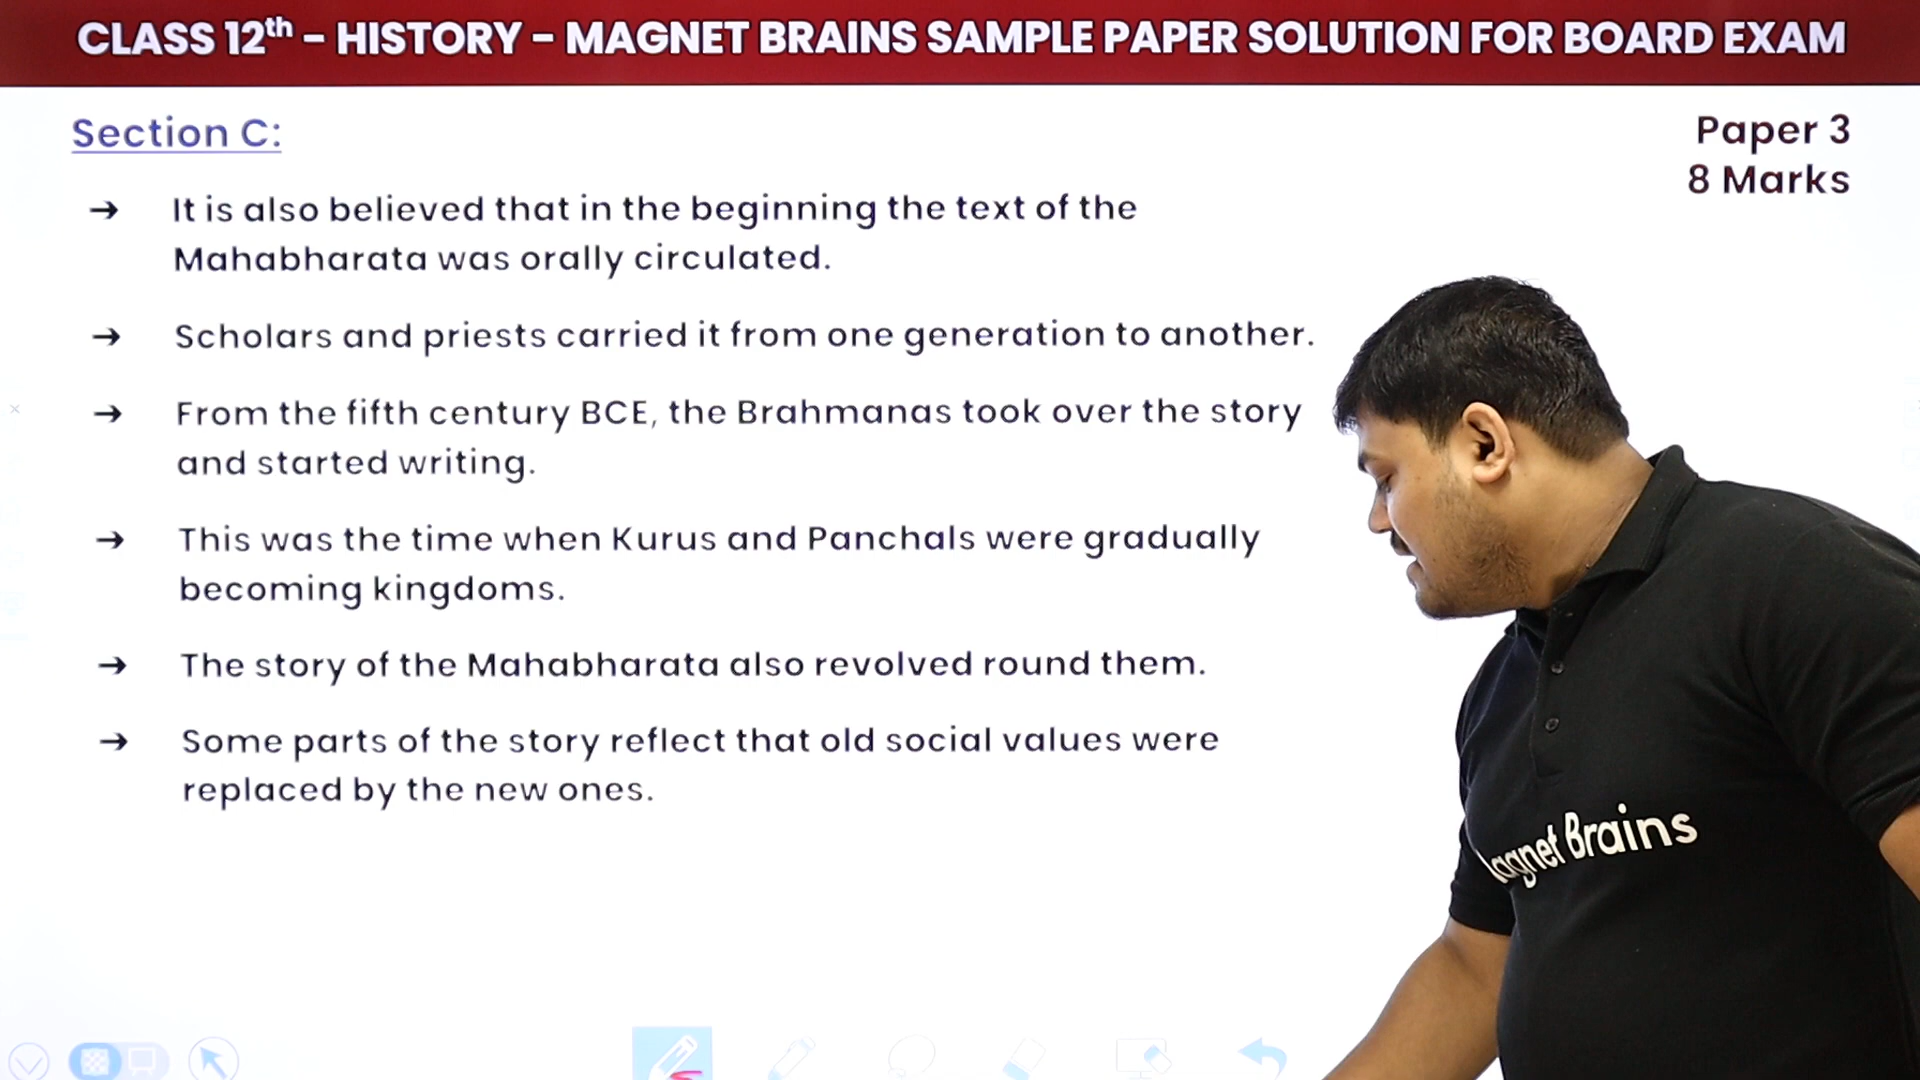 CLASS 12th - HISTORY - MAGNET BRAINS SAMPLE PAPER SOLUTION FOR BOARD EXAM
Section C:
Paper 3
8 Marks
➔ It is also believed that in the beginning the text of the
Mahabharata was orally circulated.
➔ Scholars and priests carried it from one generation to another.
➔ From the fifth century BCE, the Brahmanas took over the story
and started writing.
➔ This was the time when Kurus and Panchals were gradually
becoming kingdoms.
➔ The story of the Mahabharata also revolved round them.
➔ Some parts of the story reflect that old social values were
replaced by the new ones.
Magnet Brains